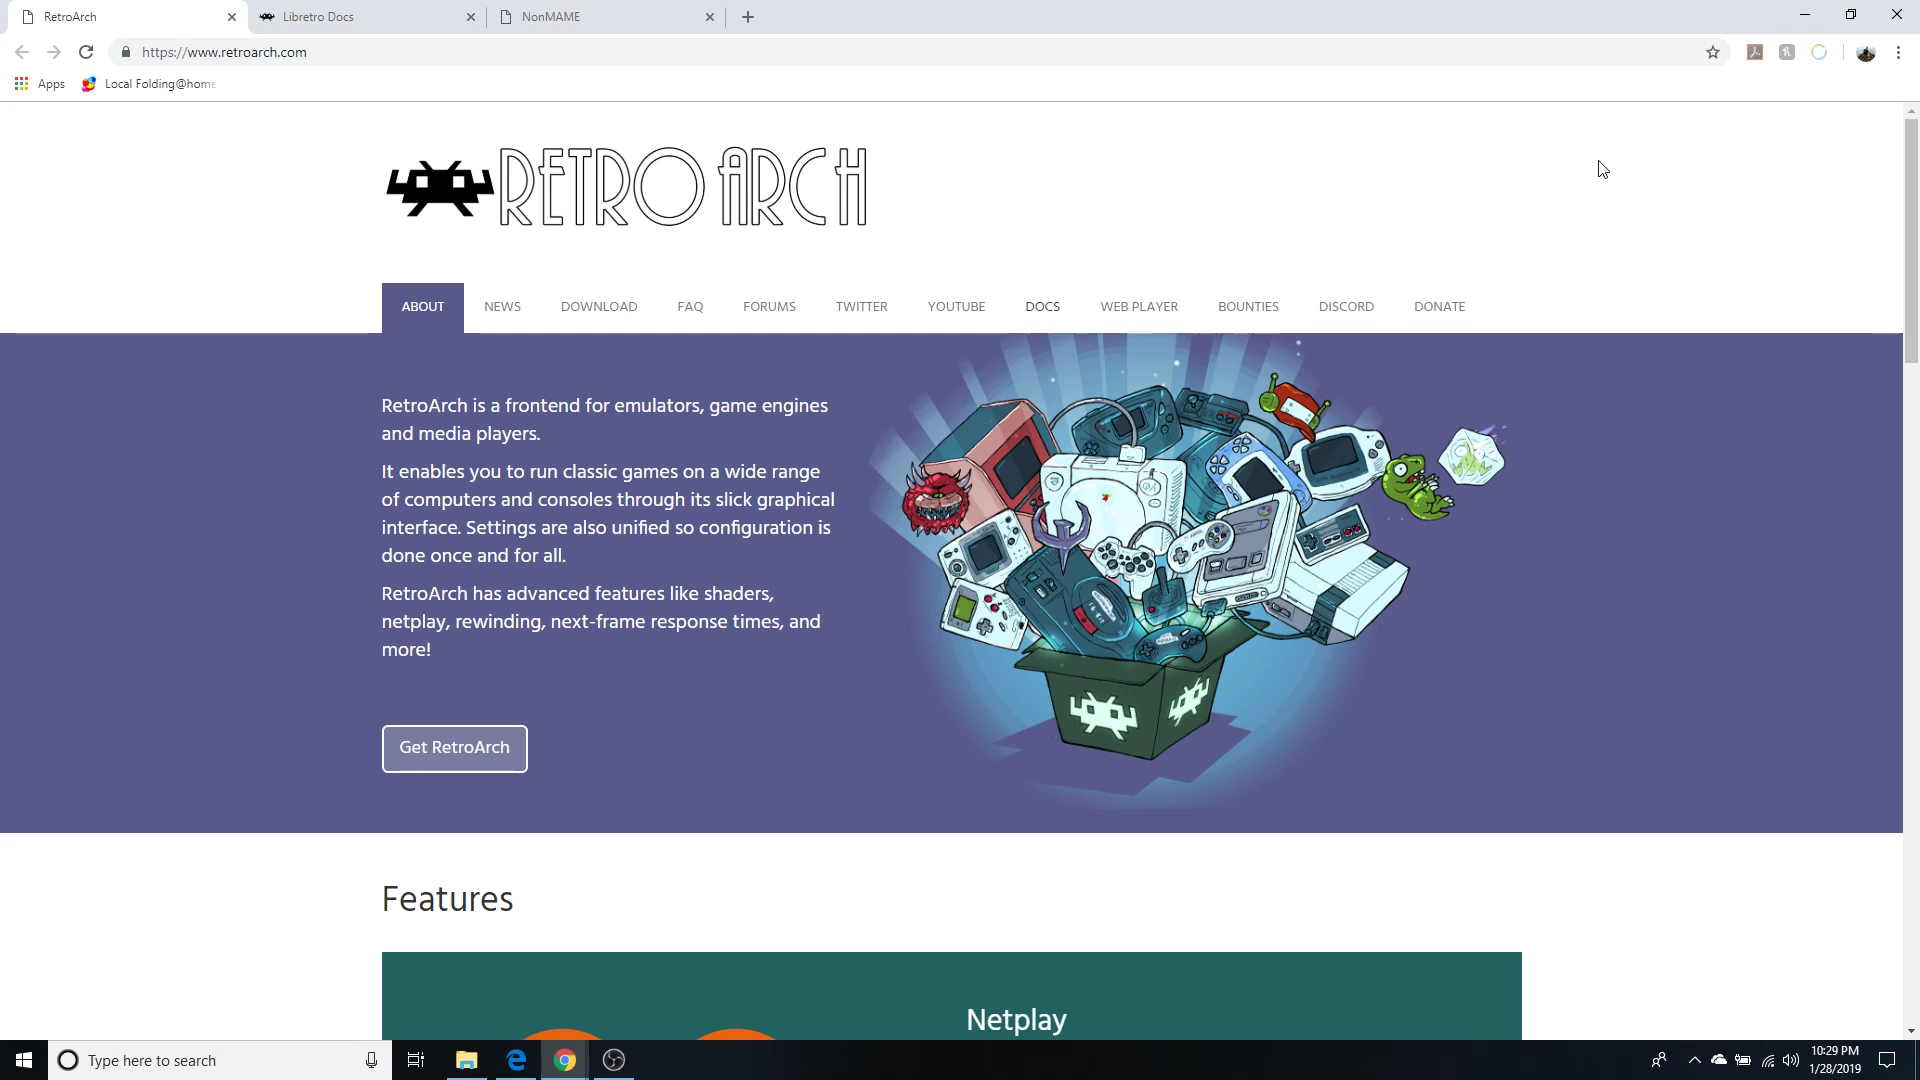 RetroArch
Libretro Docs
NonMAME
https://www.retroarch.com
Apps
Local Folding@home
RETROARCH
ABOUT
NEWS
DOWNLOAD
FAQ
FORUMS
TWITTER
YOUTUBE
DOCS
WEB PLAYER
BOUNTIES
DISCORD
DONATE
RetroArch is a frontend for emulators, game engines
and media players.
It enables you to run classic games on a wide range
of computers and consoles through its slick graphical
interface. Settings are also unified so configuration is
done once and for all.
RetroArch has advanced features like shaders,
netplay, rewinding, next-frame response times, and
more!
Get RetroArch
Features
Netplay
Type here to search
10:29 PM
1/28/2019